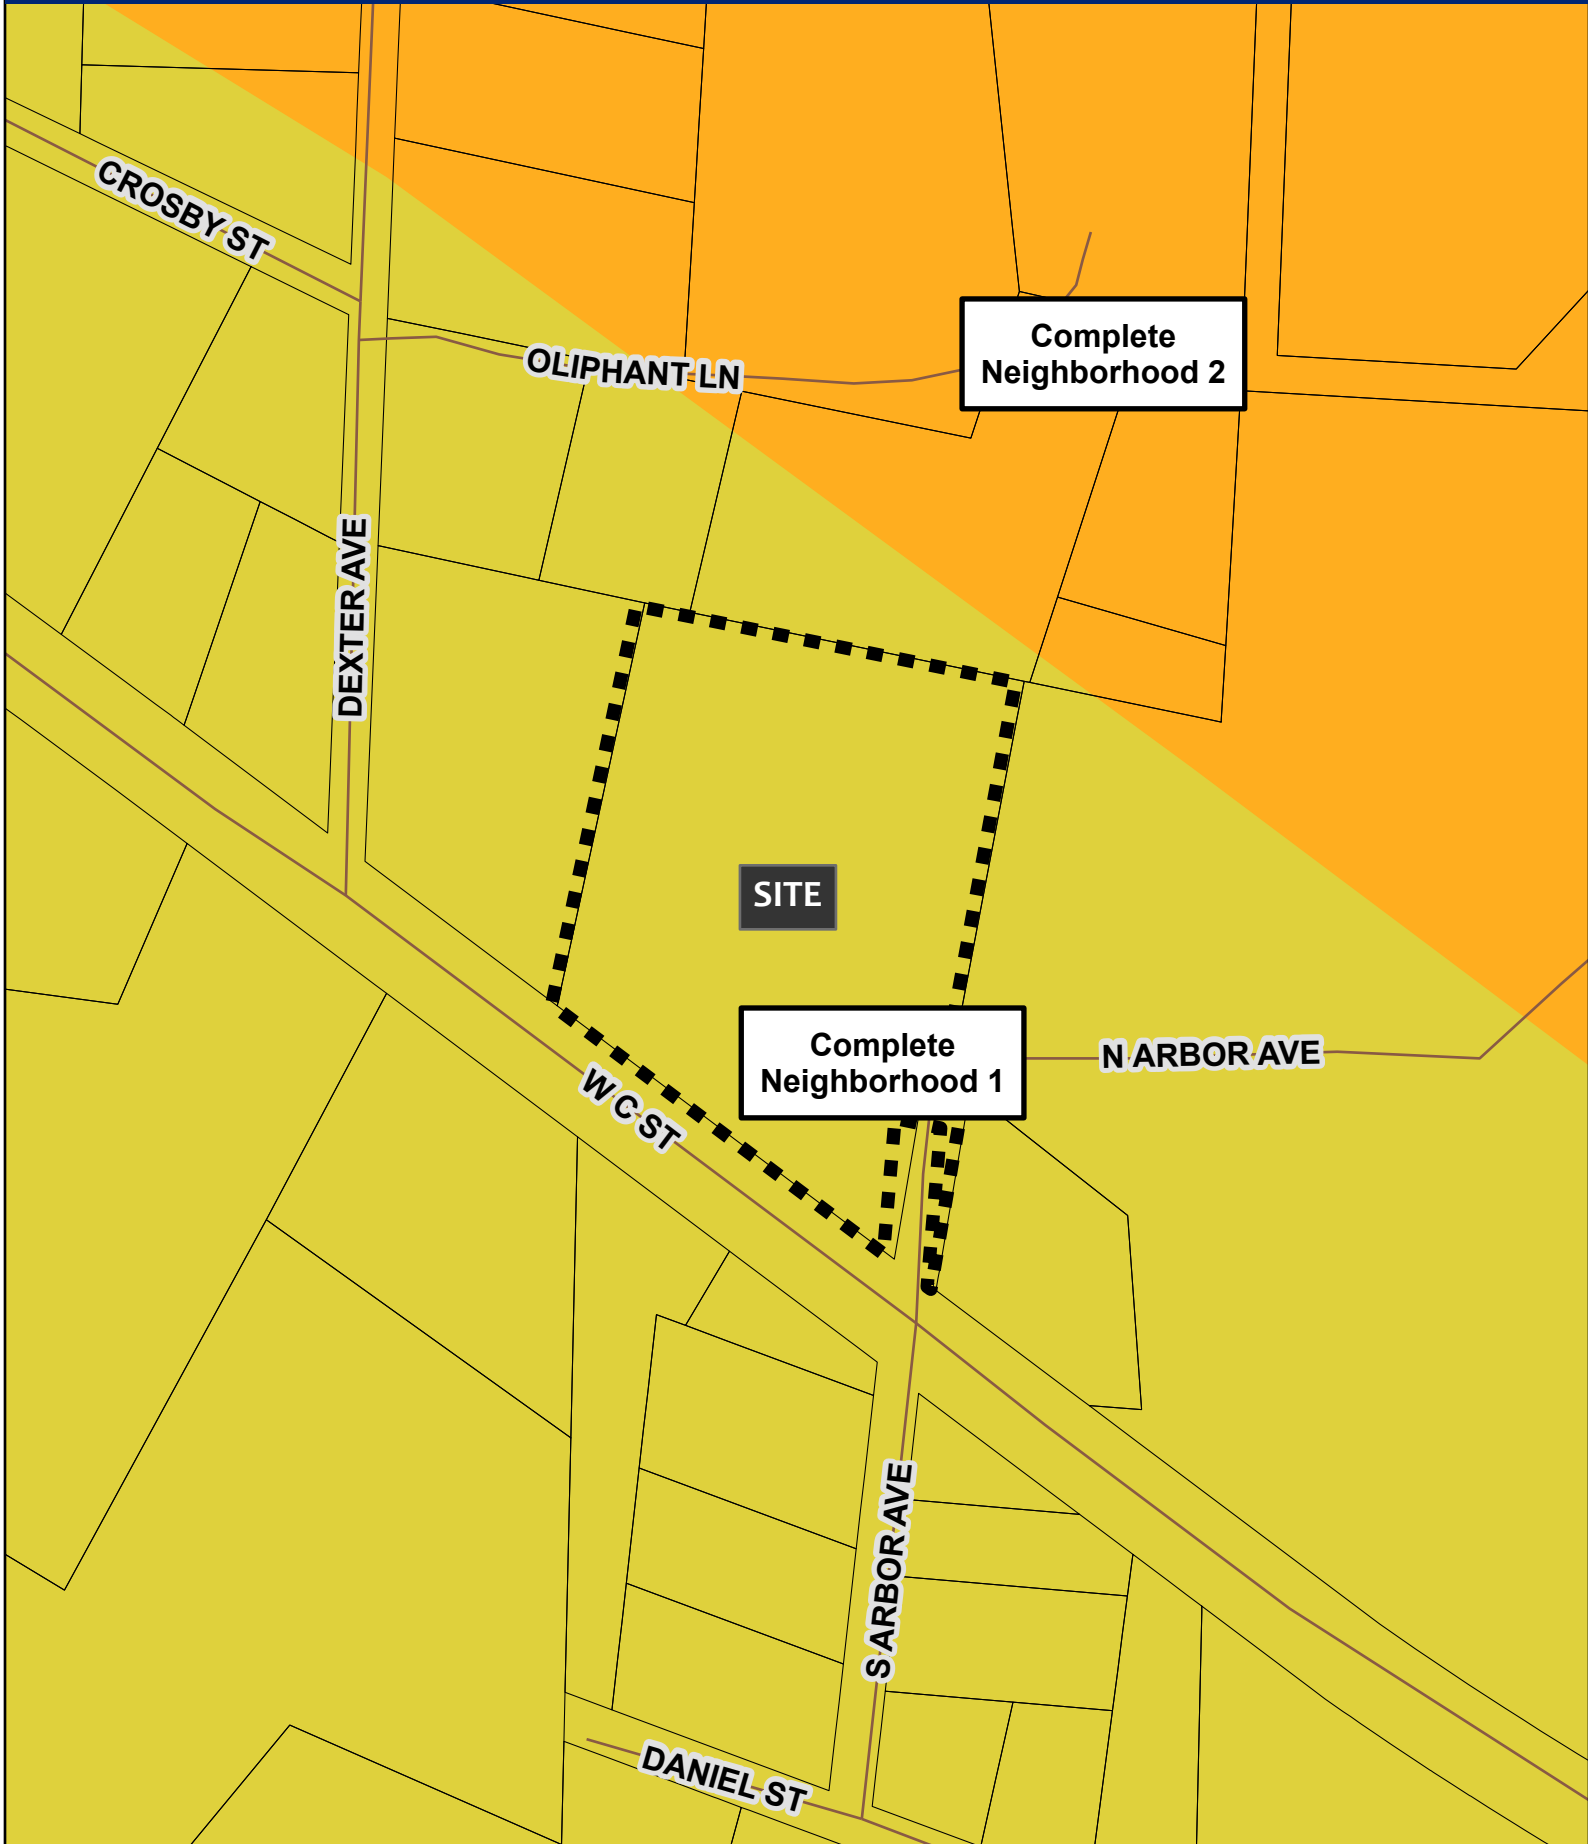 CROSBY ST
Complete
Neighborhood 2
OLIPHANT LN
DEXTER AVE
SITE
Complete
Neighborhood 1
N ARBOR AVE
W C ST
S ARBOR AVE
DANIEL ST